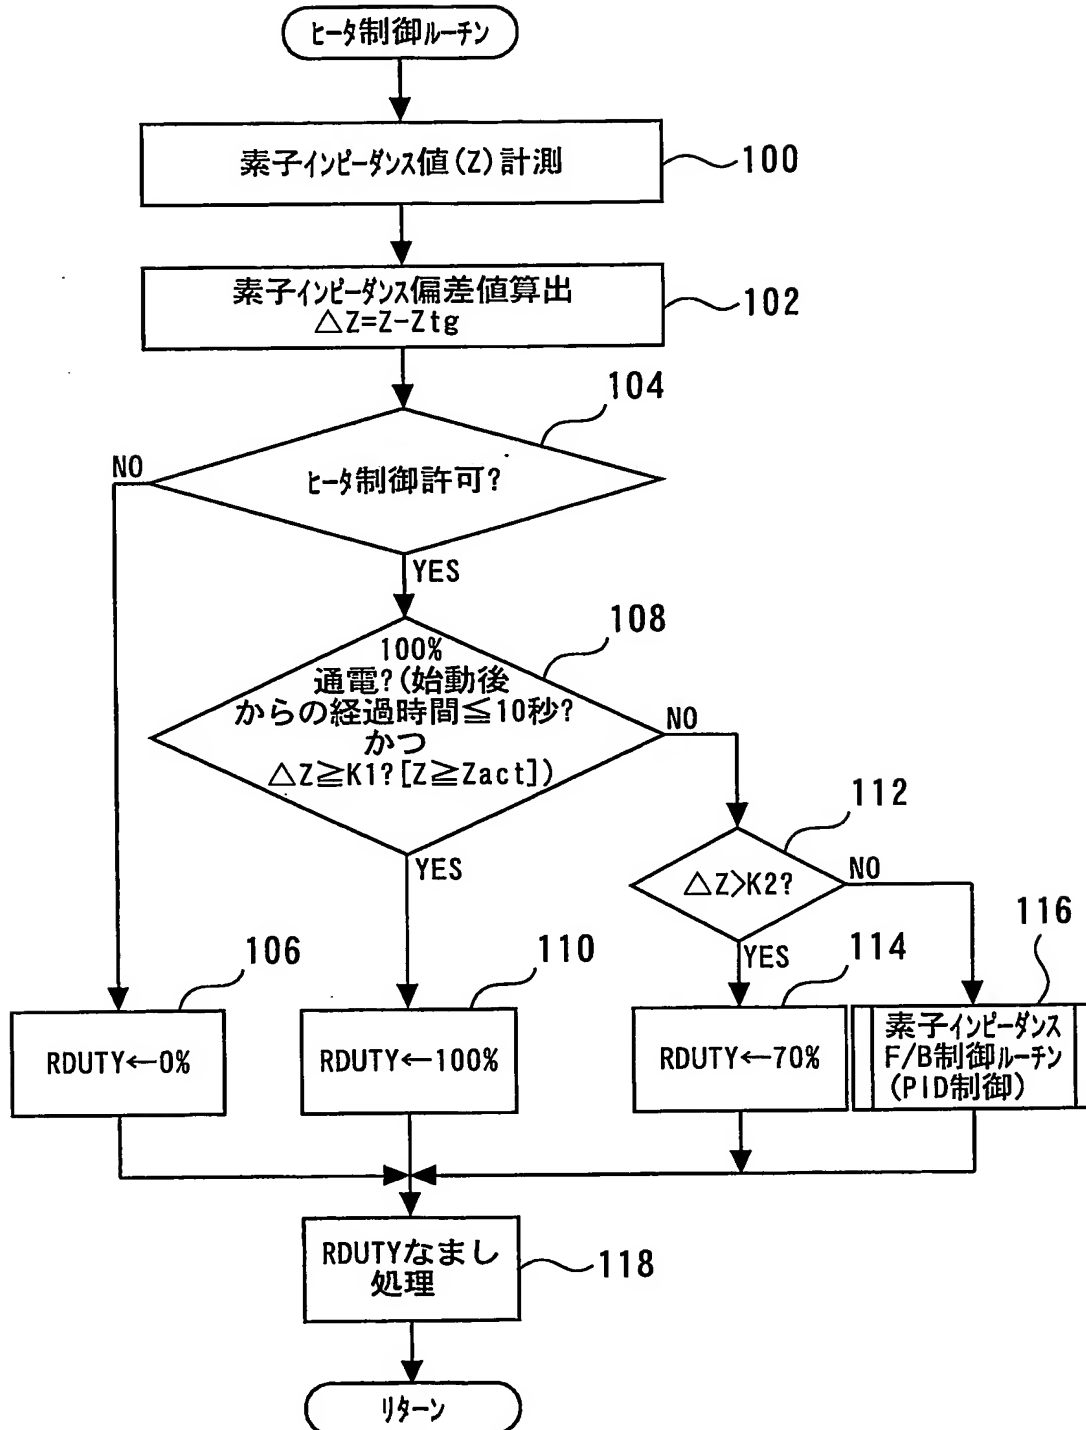 ヒータ制御ルーチン
素子インピーダンス値(Z)計測
100
素子インピーダンス偏差値算出
△Z=Z-Ztg
102
104
NO
ヒータ制御許可?
YES
108
100%
通電?(始動後
からの経過時間≦10秒?
かつ
△Z≧K1?[Z≧Zact])
NO
YES
112
△Z>K2?
NO
YES
106
RDUTY←0%
110
RDUTY←100%
114
RDUTY←70%
116
素子インピーダンス
F/B制御ルーチン
(PID制御)
RDUTYなまし
処理
118
リターン